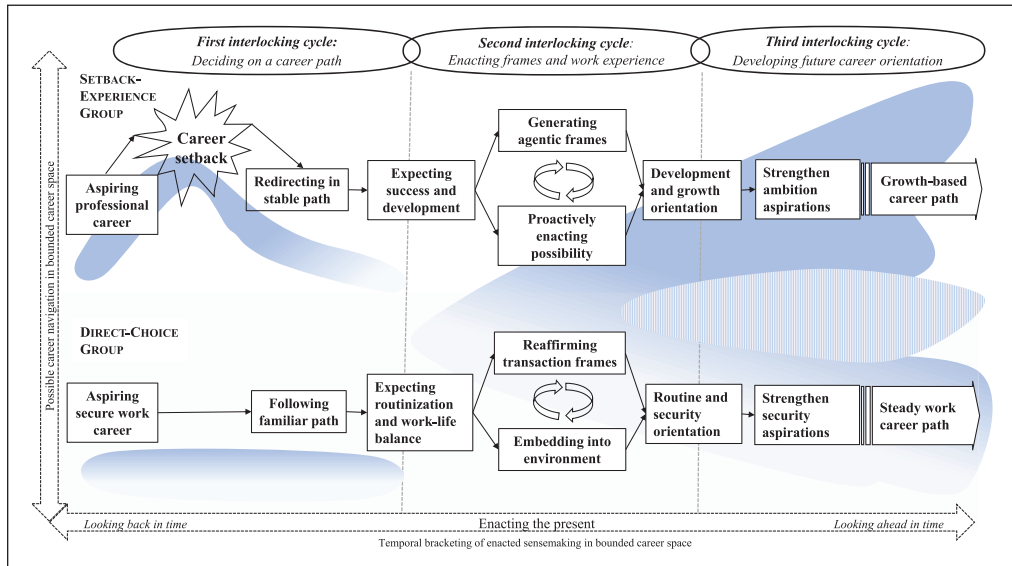 First interlocking cycle:
Deciding on a career path
Second interlocking cycle:
Enacting frames and work experience
Third interlocking cycle:
Developing future career orientation
SETBACK-
EXPERIENCE
GROUP
Aspiring
professional
career
Career
setback
Redirecting in
stable path
Expecting
success and
development
Generating
agentic frames
Proactively
enacting
possibility
Development
and growth
orientation
Strengthen
ambition
aspirations
Growth-based
career path
DIRECT-CHOICE
GROUP
Aspiring
secure work
career
Following
familiar path
Expecting
routinization
and work-life
balance
Reaffirming
transaction frames
Embedding into
environment
Routine and
security
orientation
Strengthen
security
aspirations
Steady work
career path
Possible career navigation in bounded career space
Looking back in time
Enacting the present
Looking ahead in time
Temporal bracketing of enacted sensemaking in bounded career space